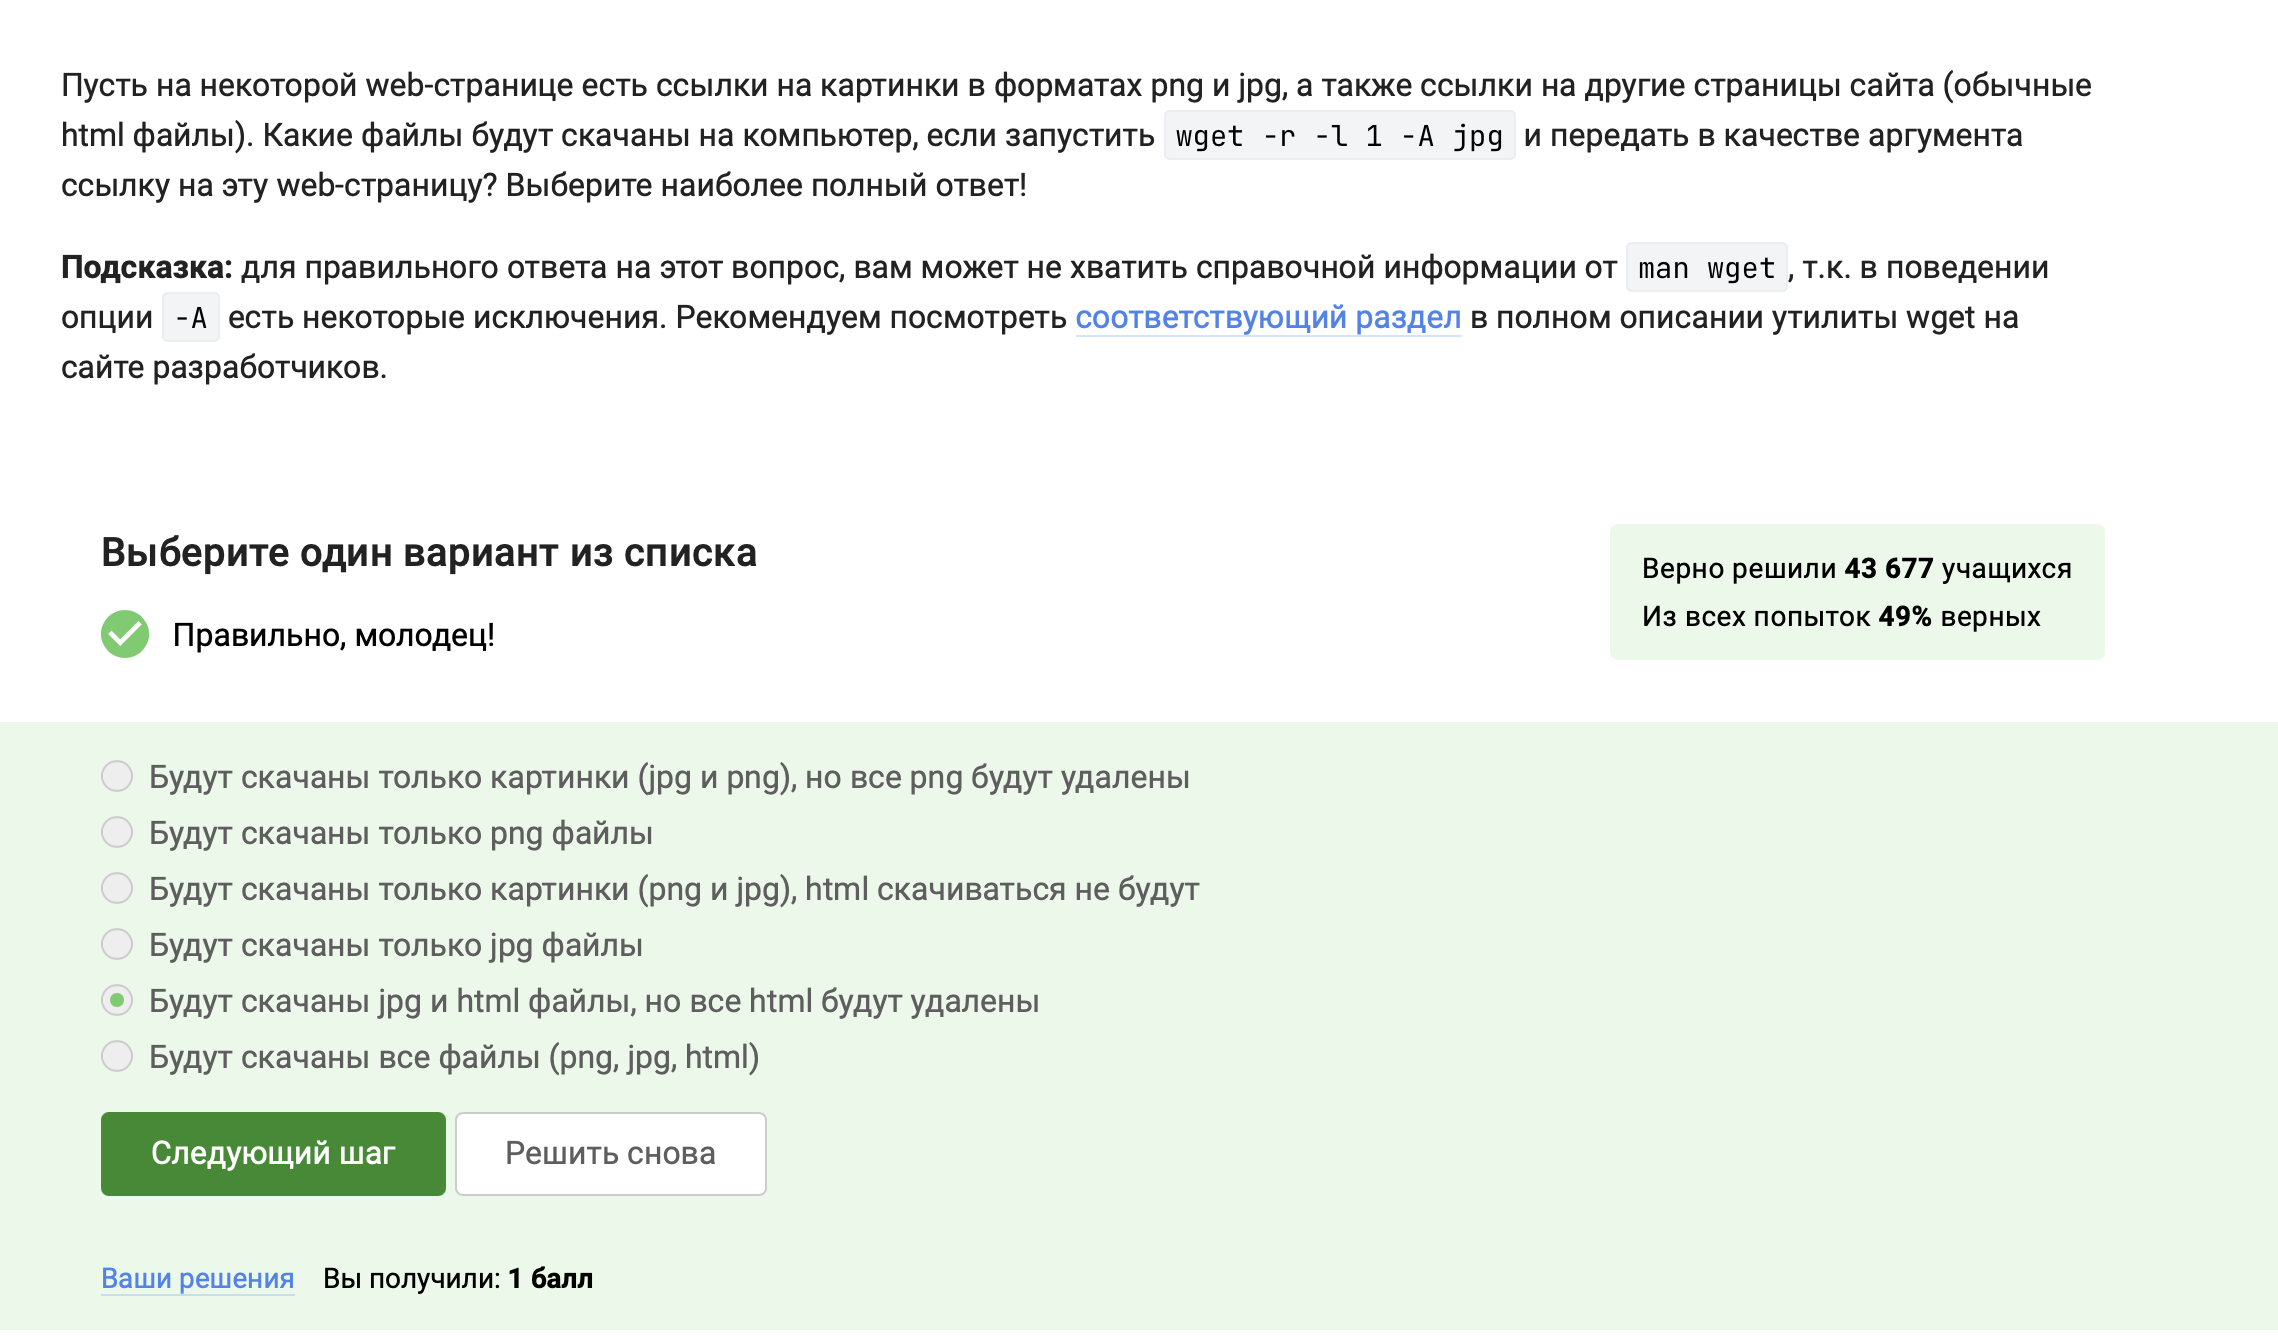 Пусть на некоторой web-странице есть ссылки на картинки в форматах png и jpg, а также ссылки на другие страницы сайта (обычные
html файлы). Какие файлы будут скачаны на компьютер, если запустить wget -r -l 1 -A jpg и передать в качестве аргумента
ссылку на эту web-страницу? Выберите наиболее полный ответ!
Подсказка: для правильного ответа на этот вопрос, вам может не хватить справочной информации от man wget, т.к. в поведении
опции -A есть некоторые исключения. Рекомендуем посмотреть соответствующий раздел в полном описании утилиты wget на
сайте разработчиков.
Выберите один вариант из списка
Правильно, молодец!
Верно решили 43 677 учащихся
Из всех попыток 49% верных
Будут скачаны только картинки (jpg и png), но все png будут удалены
Будут скачаны только png файлы
Будут скачаны только картинки (png и jpg), html скачиваться не будут
Будут скачаны только jpg файлы
Будут скачаны jpg и html файлы, но все html будут удалены
Будут скачаны все файлы (png, jpg, html)
Следующий шаг
Решить снова
Ваши решения Вы получили: 1 балл